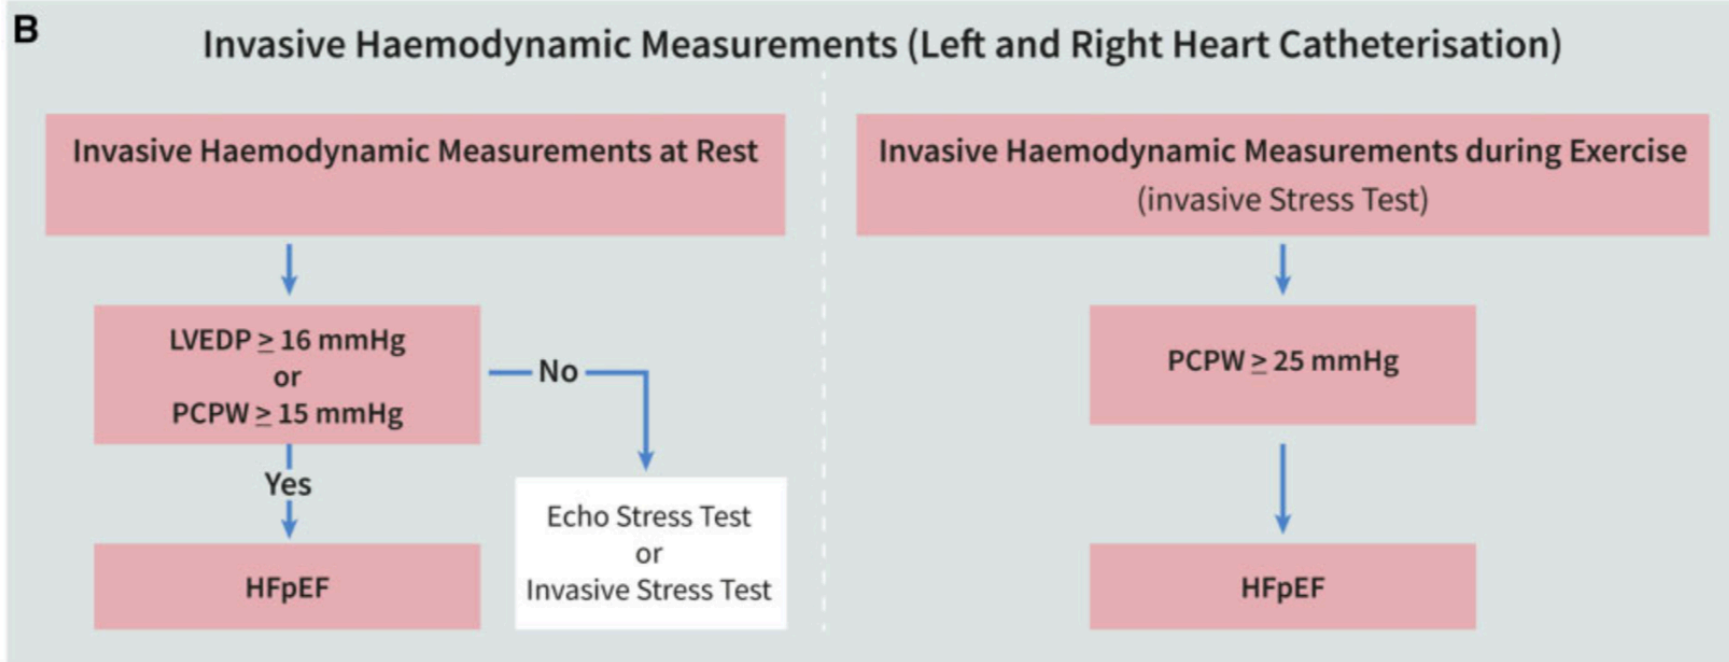 B
Invasive Haemodynamic Measurements (Left and Right Heart Catheterisation)
Invasive Haemodynamic Measurements at Rest
LVEDP ≥ 16 mmHg
or
PCPW ≥ 15 mmHg
No
Yes
HFpEF
Echo Stress Test
or
Invasive Stress Test
Invasive Haemodynamic Measurements during Exercise
(invasive Stress Test)
PCPW ≥ 25 mmHg
HFpEF